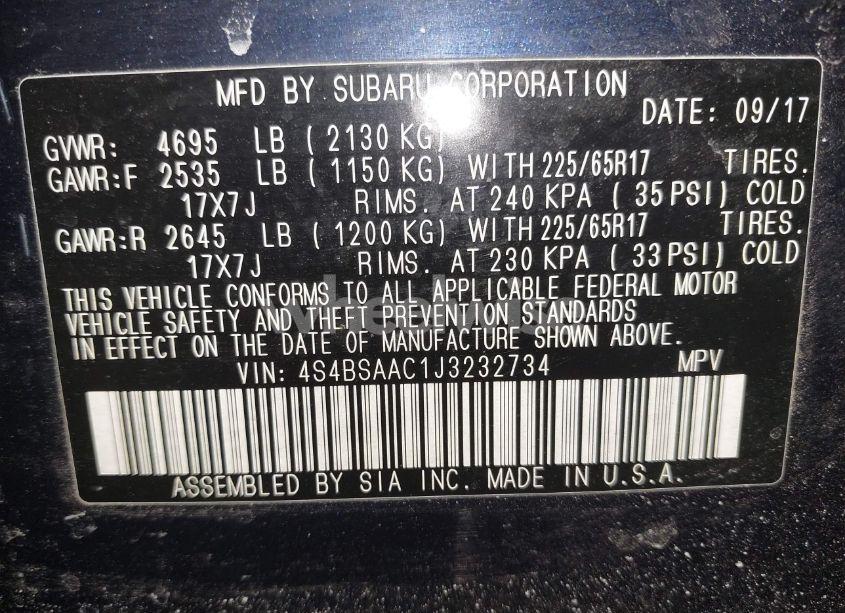 MFD BY SUBARU CORPORATION
DATE: 09/17
GVWR: 4695 LB ( 2130 KG)
GAWR:F 2535 LB ( 1150 KG) WITH 225/65R17 TIRES.
17X7J RIMS. AT 240 KPA ( 35 PSI) COLD
GAWR:R 2645 LB ( 1200 KG) WITH 225/65R17 TIRES.
17X7J RIMS. AT 230 KPA ( 33 PSI) COLD
THIS VEHICLE CONFORMS TO ALL APPLICABLE FEDERAL MOTOR
VEHICLE SAFETY AND THEFT PREVENTION STANDARDS
IN EFFECT ON THE DATE OF MANUFACTURE SHOWN ABOVE.
VIN: 4S4BSAAC1J3232734 MPV
ASSEMBLED BY SIA INC. MADE IN U.S.A.